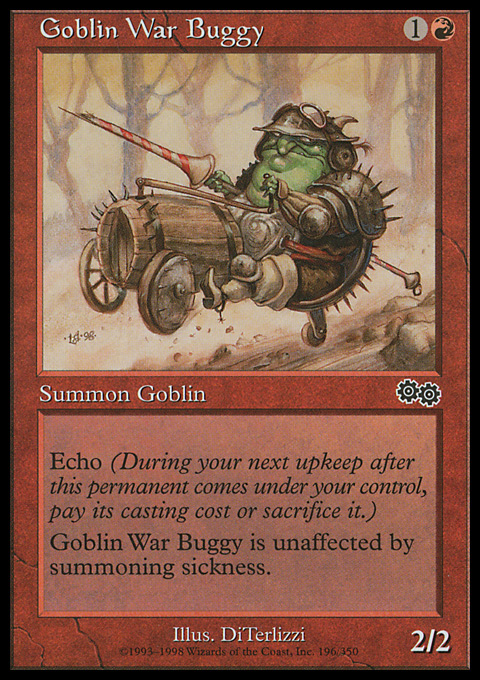 Goblin War Buggy 1
TD·98
Summon Goblin
Echo (During your next upkeep after
this permanent comes under your control,
pay its casting cost or sacrifice it.)
Goblin War Buggy is unaffected by
summoning sickness.
Illus. DiTerlizzi
©1993–1998 Wizards of the Coast, Inc. 196/350
2/2